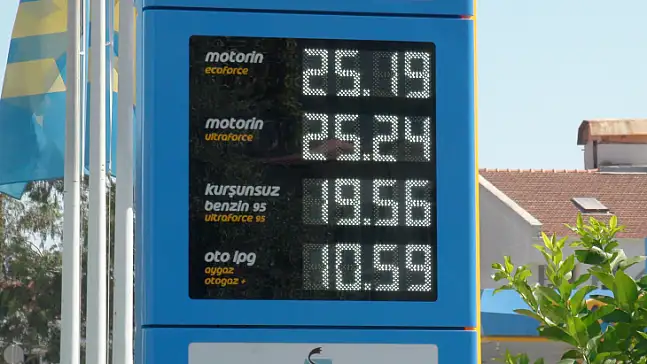 motorin
ecoforce
25.19
motorin
ultraforce
25.24
kurşunsuz
benzin 95
ultraforce 95
19.56
oto lpg
aygaz
otogaz +
10.59